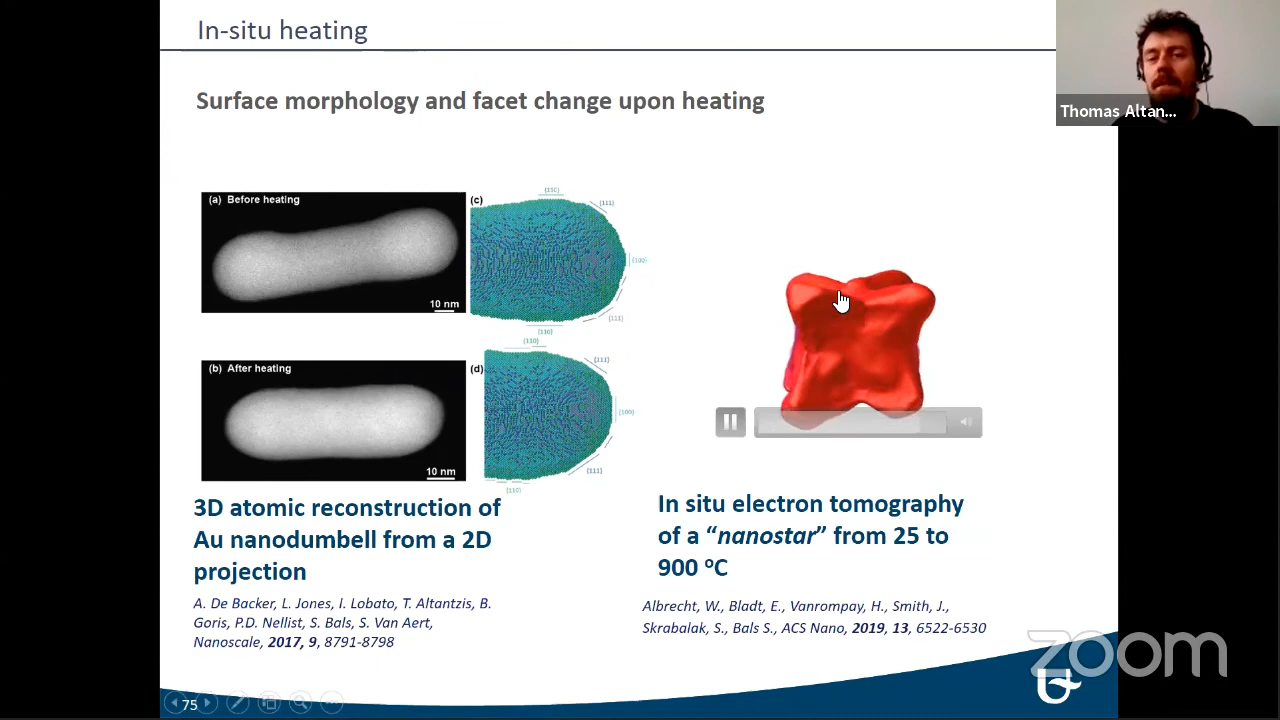 In-situ heating
Thomas Altan...
Surface morphology and facet change upon heating
(a) Before heating
10 nm
(c)
{110}
{111}
{100}
{111}
{110}
(b) After heating
10 nm
(d)
{110}
{111}
{100}
{111}
{110}
3D atomic reconstruction of
Au nanodumbell from a 2D
projection
A. De Backer, L. Jones, I. Lobato, T. Altantzis, B.
Goris, P.D. Nellist, S. Bals, S. Van Aert,
Nanoscale, 2017, 9, 8791-8798
In situ electron tomography
of a “nanostar” from 25 to
900 °C
Albrecht, W., Bladt, E., Vanrompay, H., Smith, J.,
Skrabalak, S., Bals S., ACS Nano, 2019, 13, 6522-6530
zoom
75